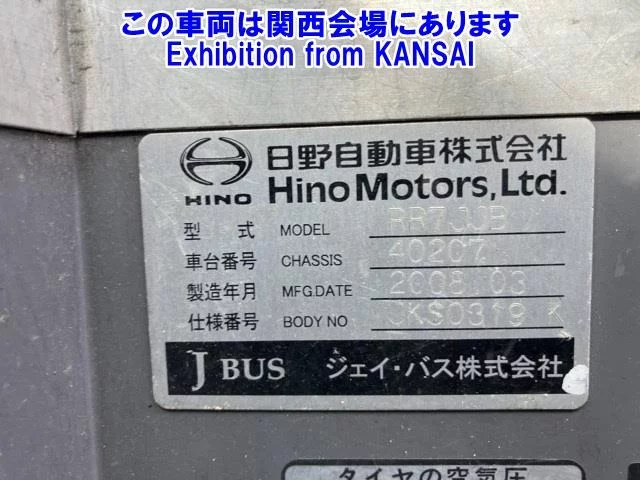 この車両は関西会場にあります
Exhibition from KANSAI
HINO
日野自動車株式会社
Hino Motors, Ltd.
型 式 MODEL RR7JJB
車台番号 CHASSIS 40207
製造年月 MFG.DATE 2008.03
仕様番号 BODY NO CKS0319 K
J BUS ジェイ・バス株式会社
タイヤの空気圧